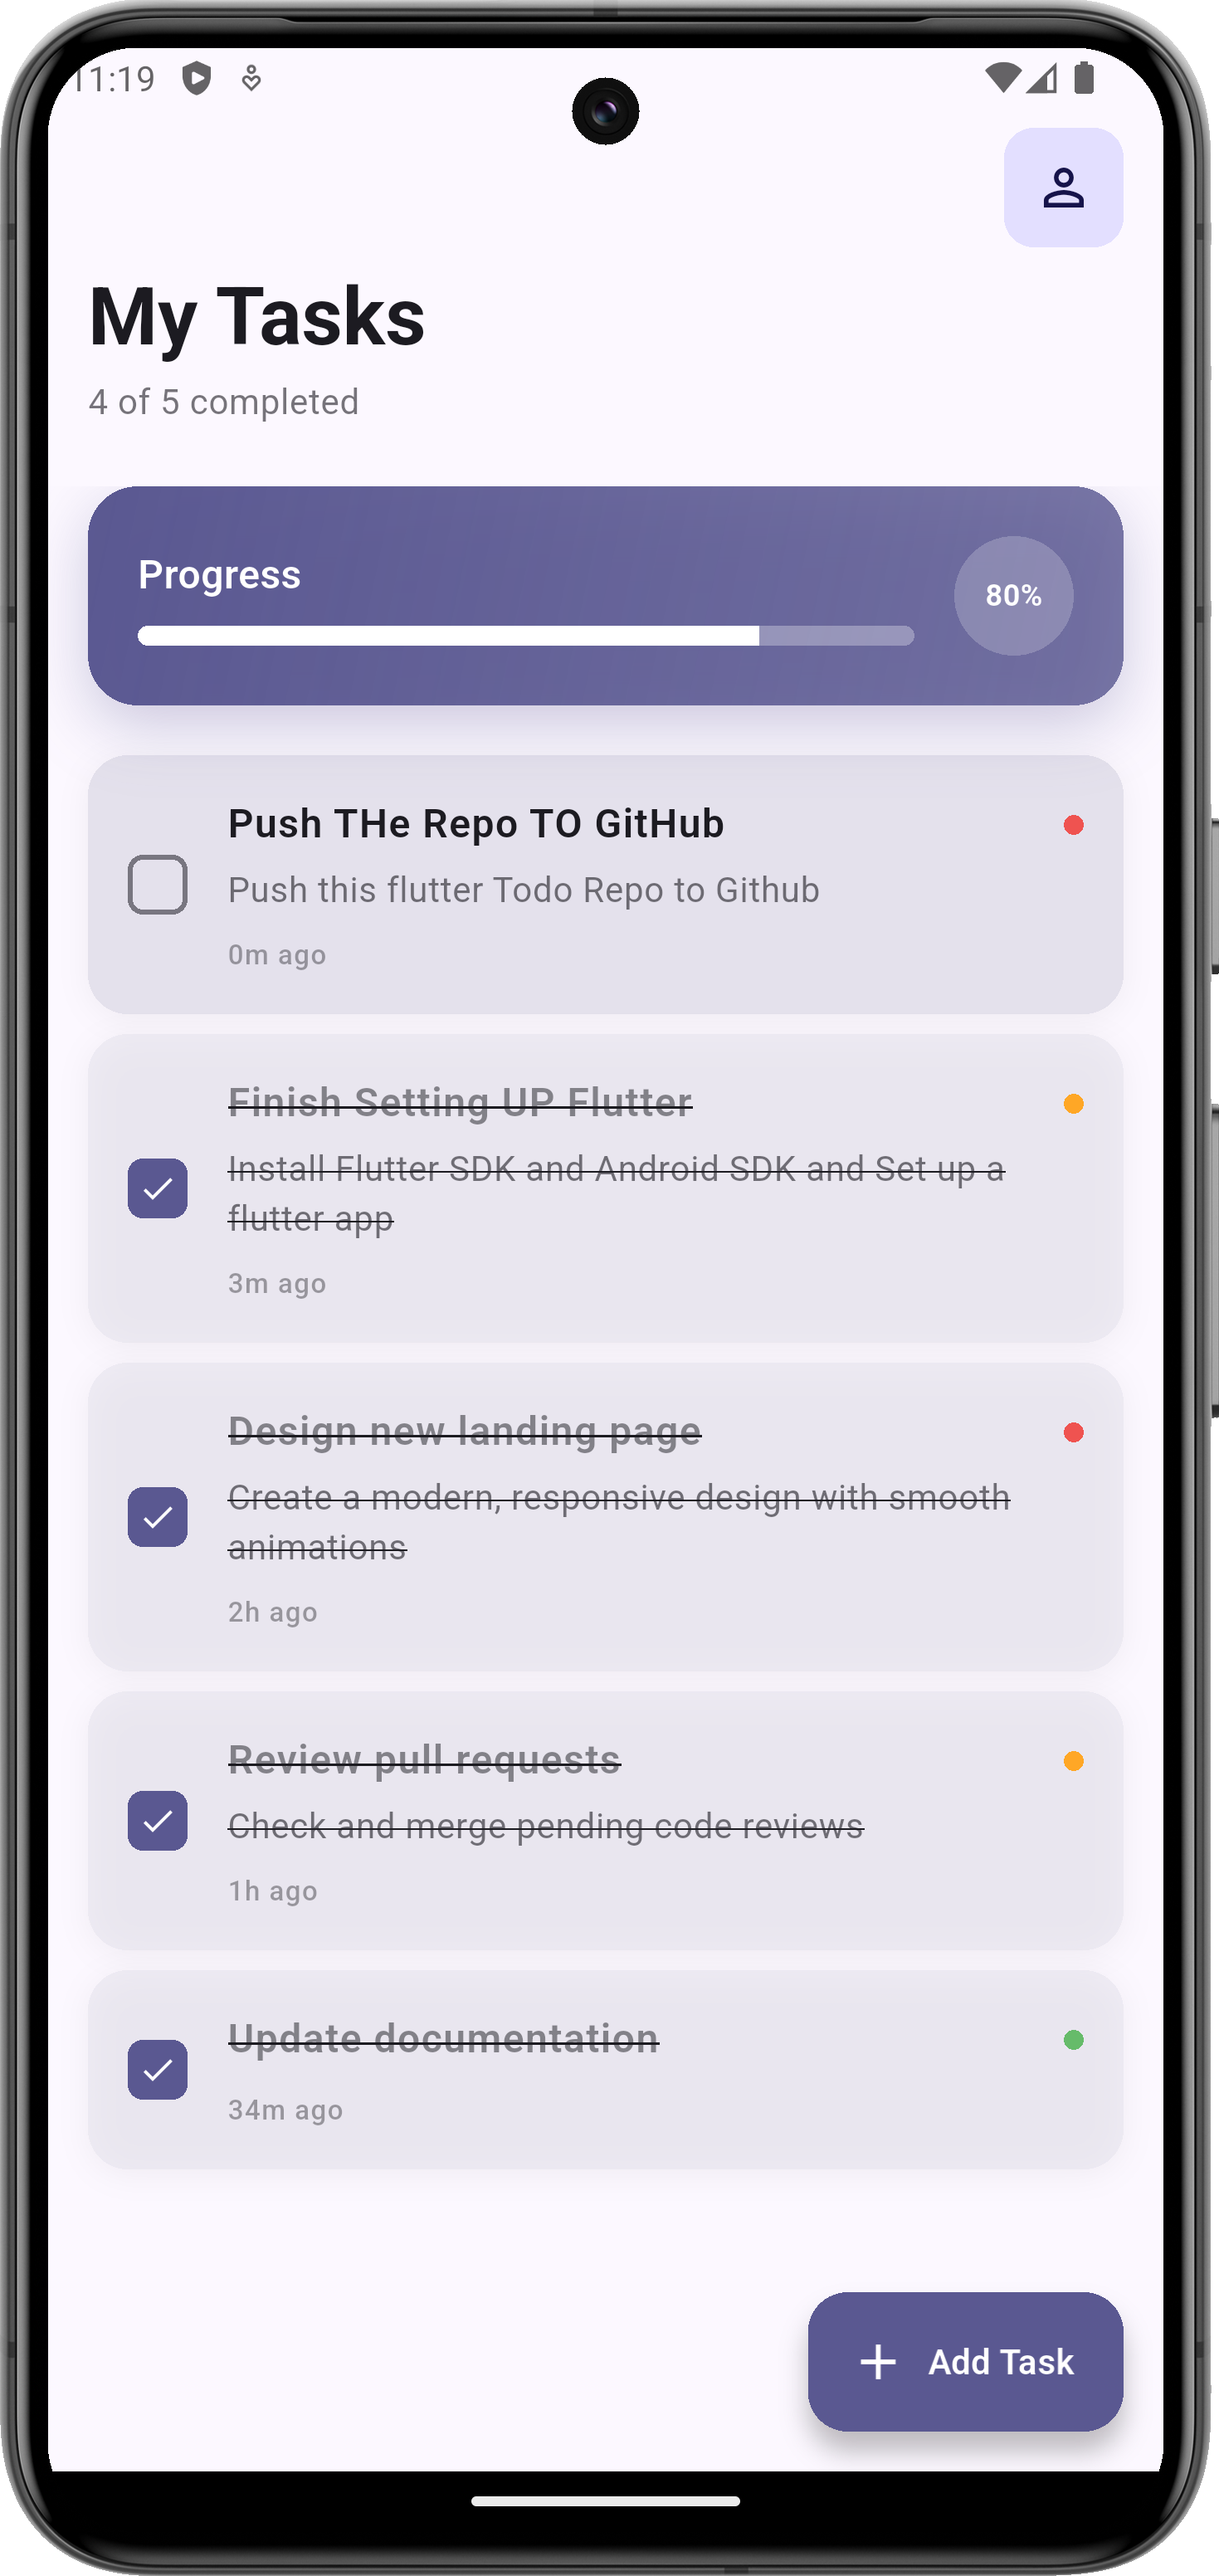 11:19
My Tasks
4 of 5 completed
Progress
80%
Push THe Repo TO GitHub
Push this flutter Todo Repo to Github
0m ago
Finish Setting UP Flutter
Install Flutter SDK and Android SDK and Set up a
flutter app
3m ago
Design new landing page
Create a modern, responsive design with smooth
animations
2h ago
Review pull requests
Check and merge pending code reviews
1h ago
Update documentation
34m ago
Add Task